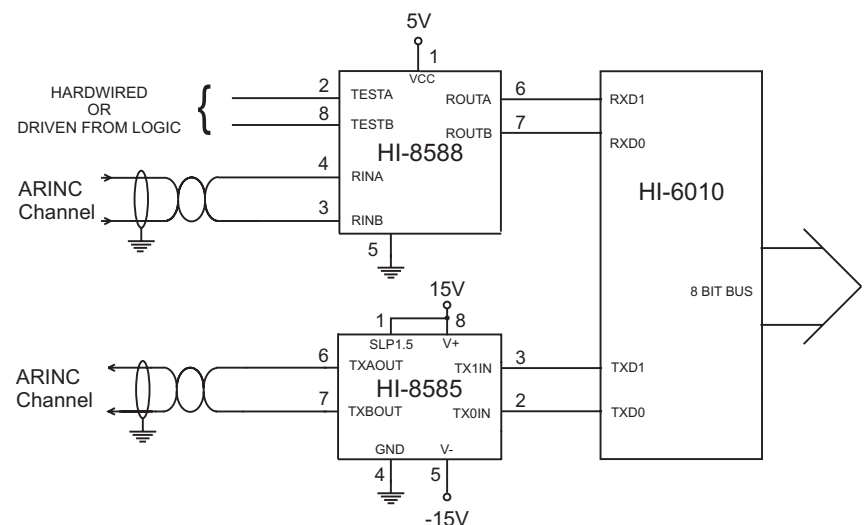 5V
1
VCC
HARDWIRED
OR
DRIVEN FROM LOGIC
{
2
TESTA
8
TESTB
ROUTA
6
ROUTB
7
HI-8588
ARINC
Channel
4
RINA
3
RINB
5
RXD1
RXD0
HI-6010
8 BIT BUS
TXD1
TXD0
15V
1
8
SLP1.5
V+
ARINC
Channel
6
TXAOUT
7
TXBOUT
HI-8585
TX1IN
3
TX0IN
2
GND
V-
4
5
-15V